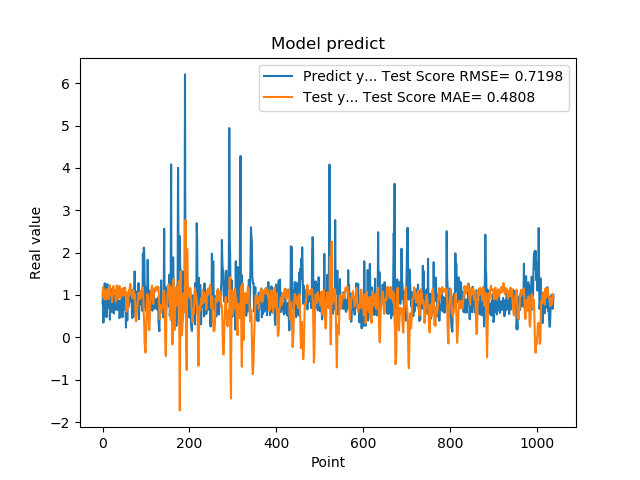 Model predict
Predict y... Test Score RMSE= 0.7198
Test y... Test Score MAE= 0.4808
Real value
6
5
4
3
2
1
0
−1
−2
0 200 400 600 800 1000
Point